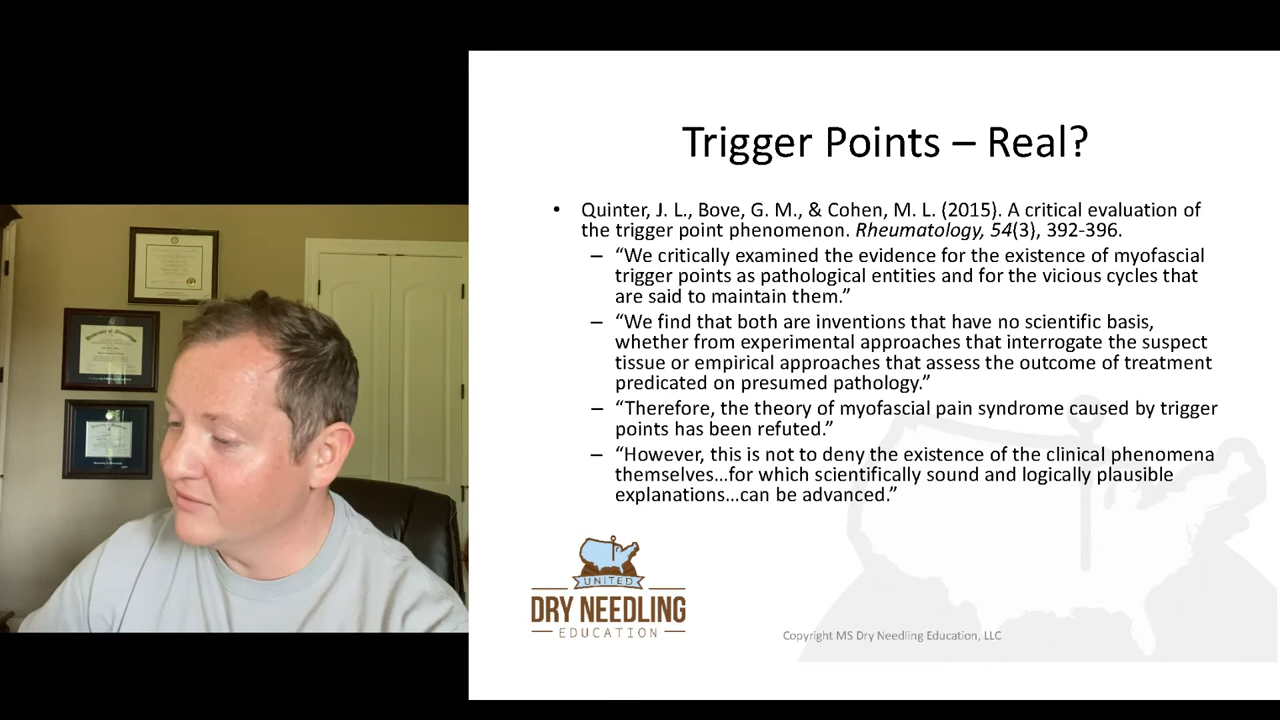 Trigger Points – Real?
• Quinter, J. L., Bove, G. M., & Cohen, M. L. (2015). A critical evaluation of
the trigger point phenomenon. Rheumatology, 54(3), 392-396.
– “We critically examined the evidence for the existence of myofascial
trigger points as pathological entities and for the vicious cycles that
are said to maintain them.”
– “We find that both are inventions that have no scientific basis,
whether from experimental approaches that interrogate the suspect
tissue or empirical approaches that assess the outcome of treatment
predicated on presumed pathology.”
– “Therefore, the theory of myofascial pain syndrome caused by trigger
points has been refuted.”
– “However, this is not to deny the existence of the clinical phenomena
themselves…for which scientifically sound and logically plausible
explanations…can be advanced.”
UNITED
DRY NEEDLING
EDUCATION
Copyright MS Dry Needling Education, LLC